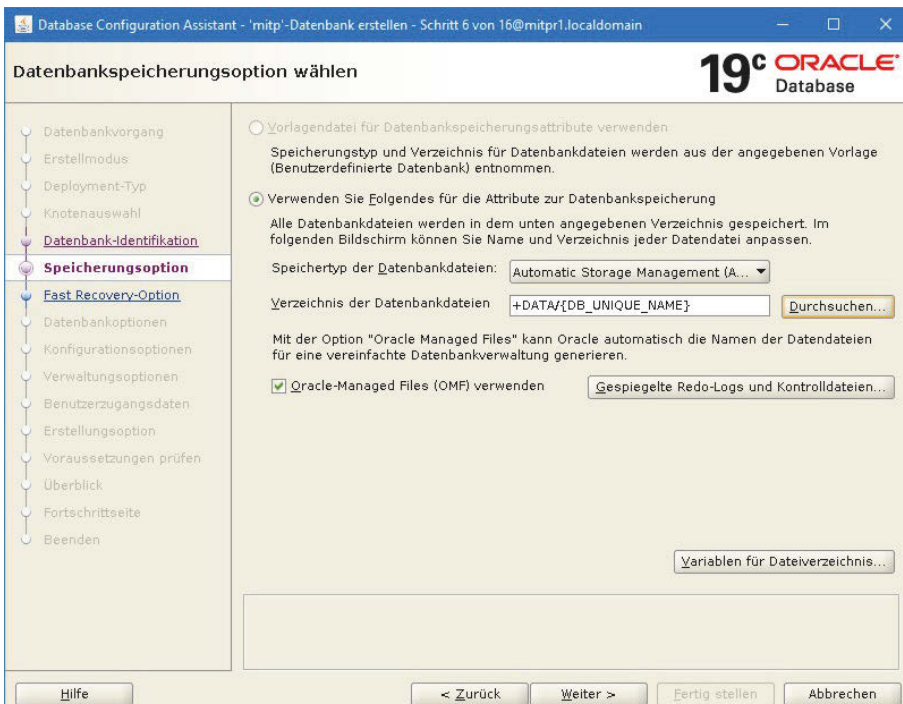 Database Configuration Assistant - 'mitp'-Datenbank erstellen - Schritt 6 von 16@mitpr1.localdomain
Datenbankspeicherungsoption wählen
19c ORACLE
Database
Datenbankvorgang
Erstellmodus
Deployment-Typ
Knotenauswahl
Datenbank-Identifikation
Speicherungsoption
Fast Recovery-Option
Datenbankoptionen
Konfigurationsoptionen
Verwaltungsoptionen
Benutzerzugangsdaten
Erstellungsoption
Voraussetzungen prüfen
Überblick
Fortschrittseite
Beenden
Vorlagendatei für Datenbankspeicherungsattribute verwenden
Speicherungstyp und Verzeichnis für Datenbankdateien werden aus der angegebenen Vorlage
(Benutzerdefinierte Datenbank) entnommen.
Verwenden Sie Folgendes für die Attribute zur Datenbankspeicherung
Alle Datenbankdateien werden in dem unten angegebenen Verzeichnis gespeichert. Im
folgenden Bildschirm können Sie Name und Verzeichnis jeder Datendatei anpassen.
Speichertyp der Datenbankdateien: Automatic Storage Management (A...
Verzeichnis der Datenbankdateien +DATA/{DB_UNIQUE_NAME} Durchsuchen...
Mit der Option "Oracle Managed Files" kann Oracle automatisch die Namen der Datendateien
für eine vereinfachte Datenbankverwaltung generieren.
Oracle-Managed Files (OMF) verwenden Gespiegelte Redo-Logs und Kontrolldateien...
Variablen für Dateiverzeichnis...
Hilfe < Zurück Weiter > Fertig stellen Abbrechen